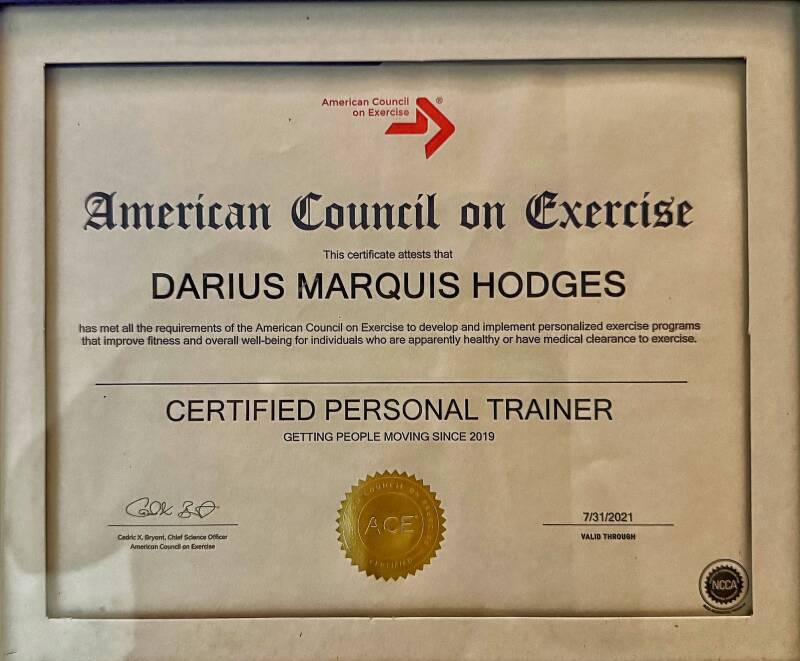 American Council
on Exercise ®
American Council on Exercise
This certificate attests that
DARIUS MARQUIS HODGES
has met all the requirements of the American Council on Exercise to develop and implement personalized exercise programs
that improve fitness and overall well-being for individuals who are apparently healthy or have medical clearance to exercise.
CERTIFIED PERSONAL TRAINER
GETTING PEOPLE MOVING SINCE 2019
Cedric X. Bryant, Chief Science Officer
American Council on Exercise
COUNCIL ON
ACE
CERTIFIED
7/31/2021
VALID THROUGH
NCCA